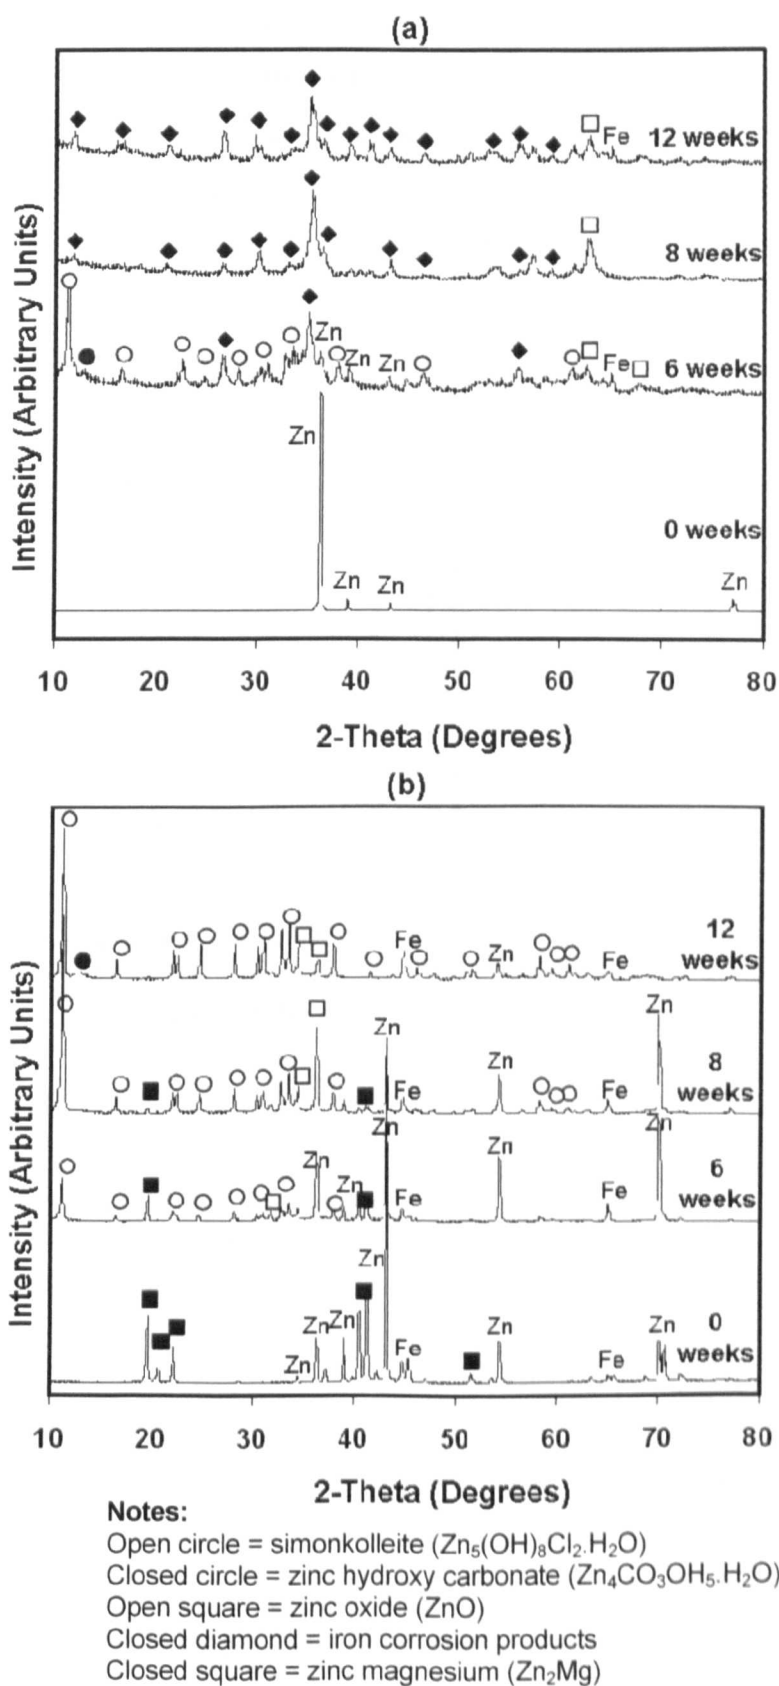 (a)
Intensity (Arbitrary Units)
Fe
12 weeks
8 weeks
Zn
Zn
Zn
Fe
6 weeks
Zn
0 weeks
Zn
Zn
Zn
10 20 30 40 50 60 70 80
2-Theta (Degrees)
(b)
Intensity (Arbitrary Units)
Fe
Zn
Fe
12
weeks
Zn
Fe
Zn
Fe
Zn
8
weeks
Zn
Zn
Zn
Fe
Zn
Fe
Zn
6
weeks
Zn
Zn
Zn
Zn
Fe
Zn
Fe
Zn
0
weeks
10 20 30 40 50 60 70 80
2-Theta (Degrees)
Notes:
Open circle = simonkolleite (Zn₅(OH)₈Cl₂.H₂O)
Closed circle = zinc hydroxy carbonate (Zn₄CO₃OH₅.H₂O)
Open square = zinc oxide (ZnO)
Closed diamond = iron corrosion products
Closed square = zinc magnesium (Zn₂Mg)